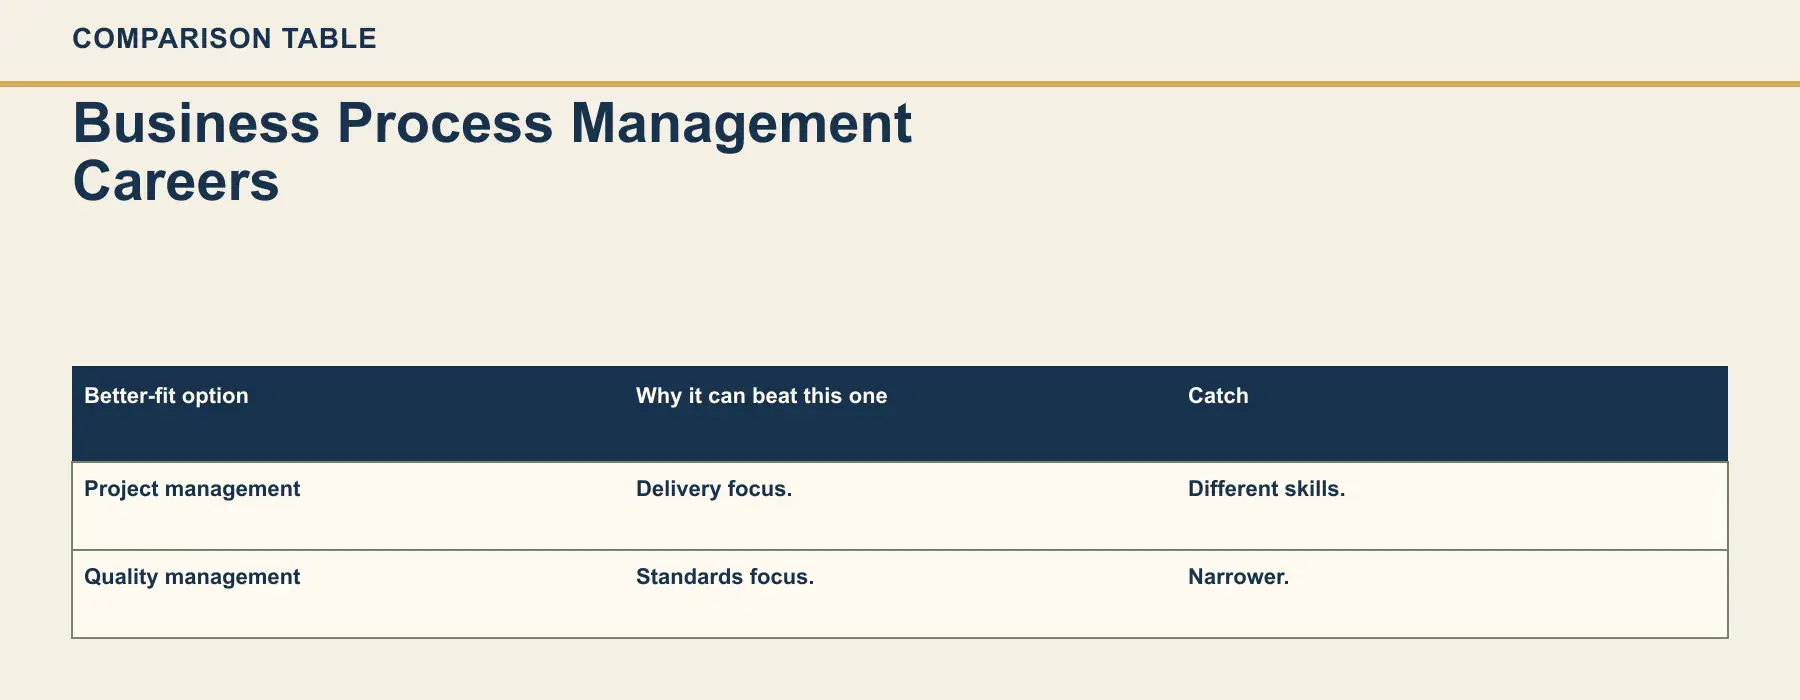 COMPARISON TABLE
Business Process Management
Careers
Better-fit option Why it can beat this one Catch
Project management Delivery focus. Different skills.
Quality management Standards focus. Narrower.